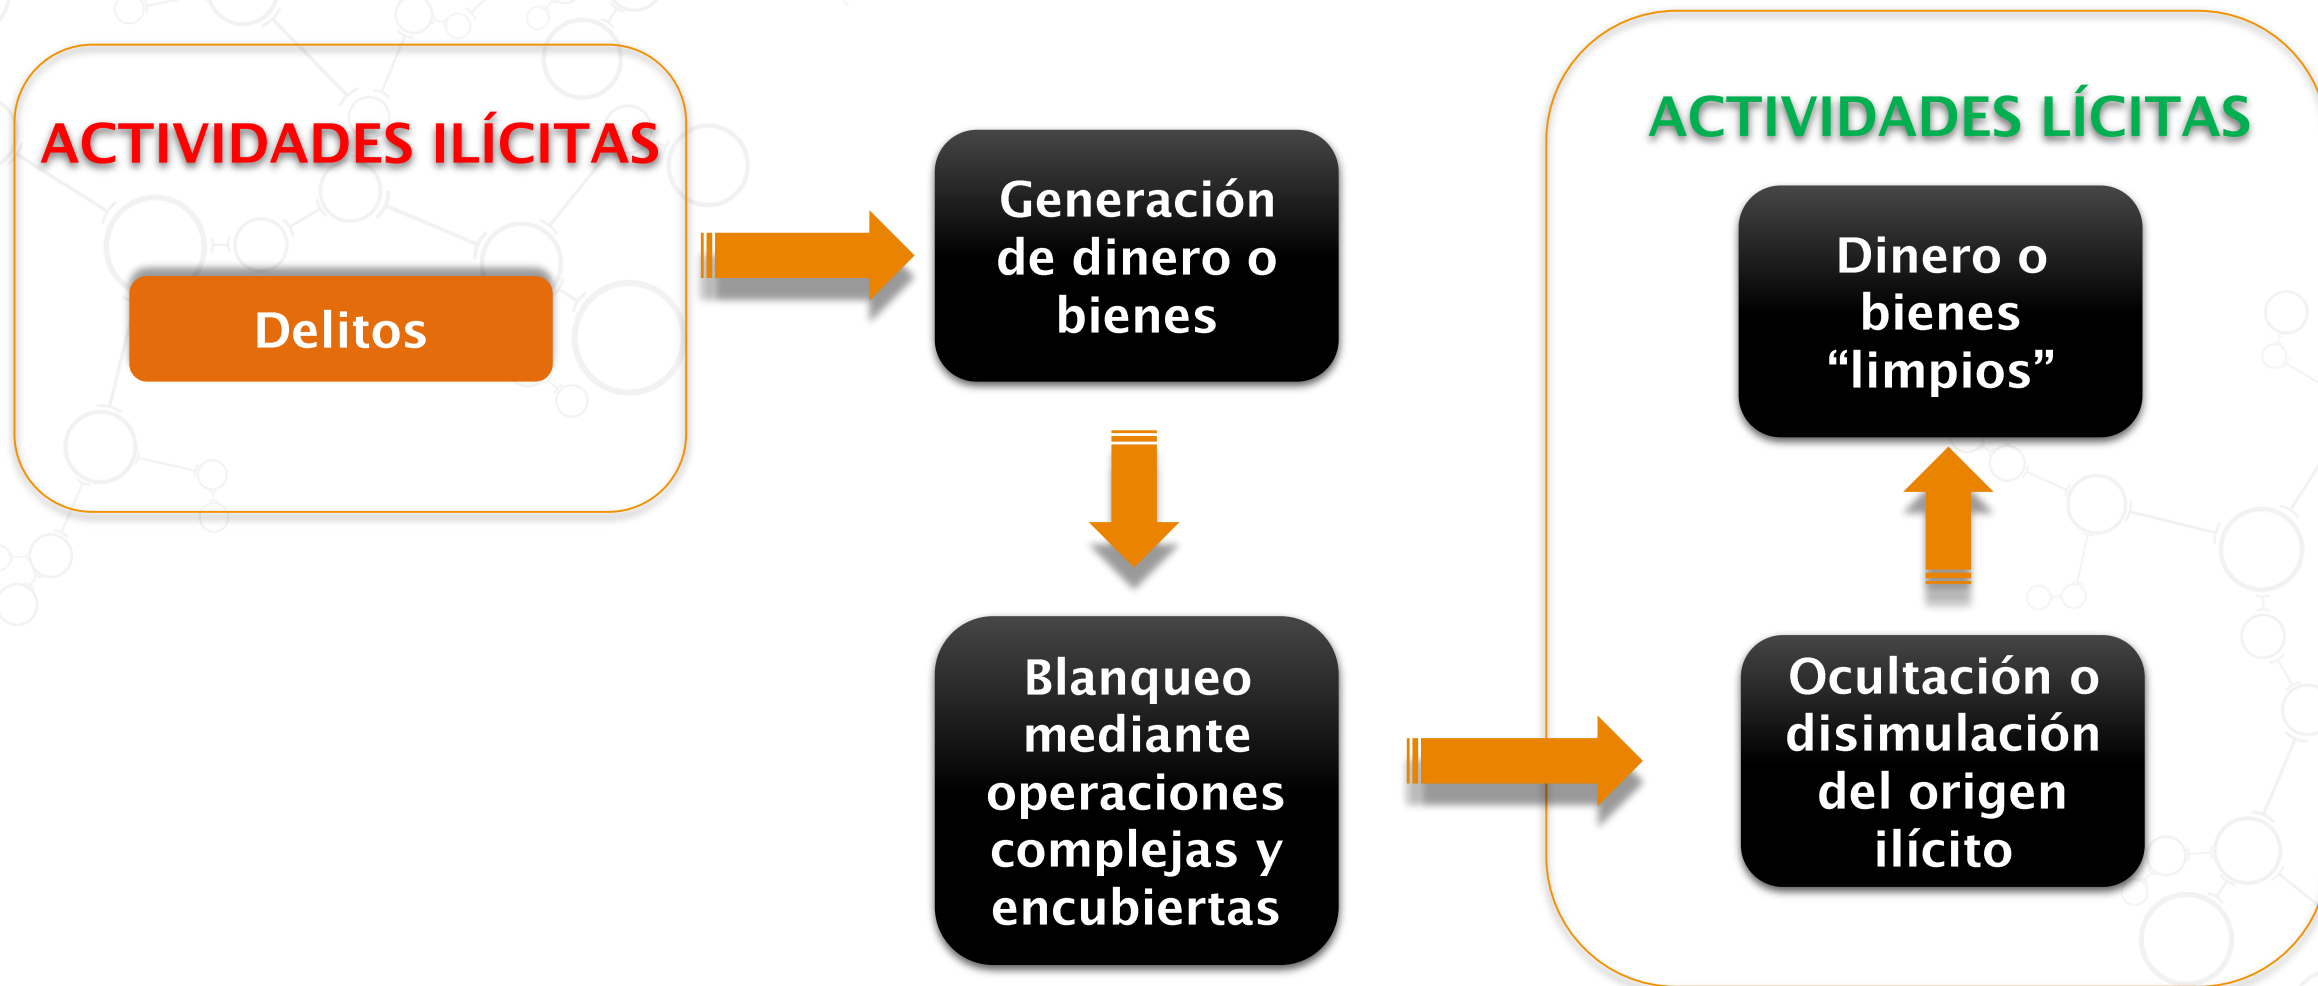 ACTIVIDADES ILÍCITAS
Delitos
Generación
de dinero o
bienes
Blanqueo
mediante
operaciones
complejas y
encubiertas
ACTIVIDADES LÍCITAS
Dinero o
bienes
“limpios”
Ocultación o
disimulación
del origen
ilícito